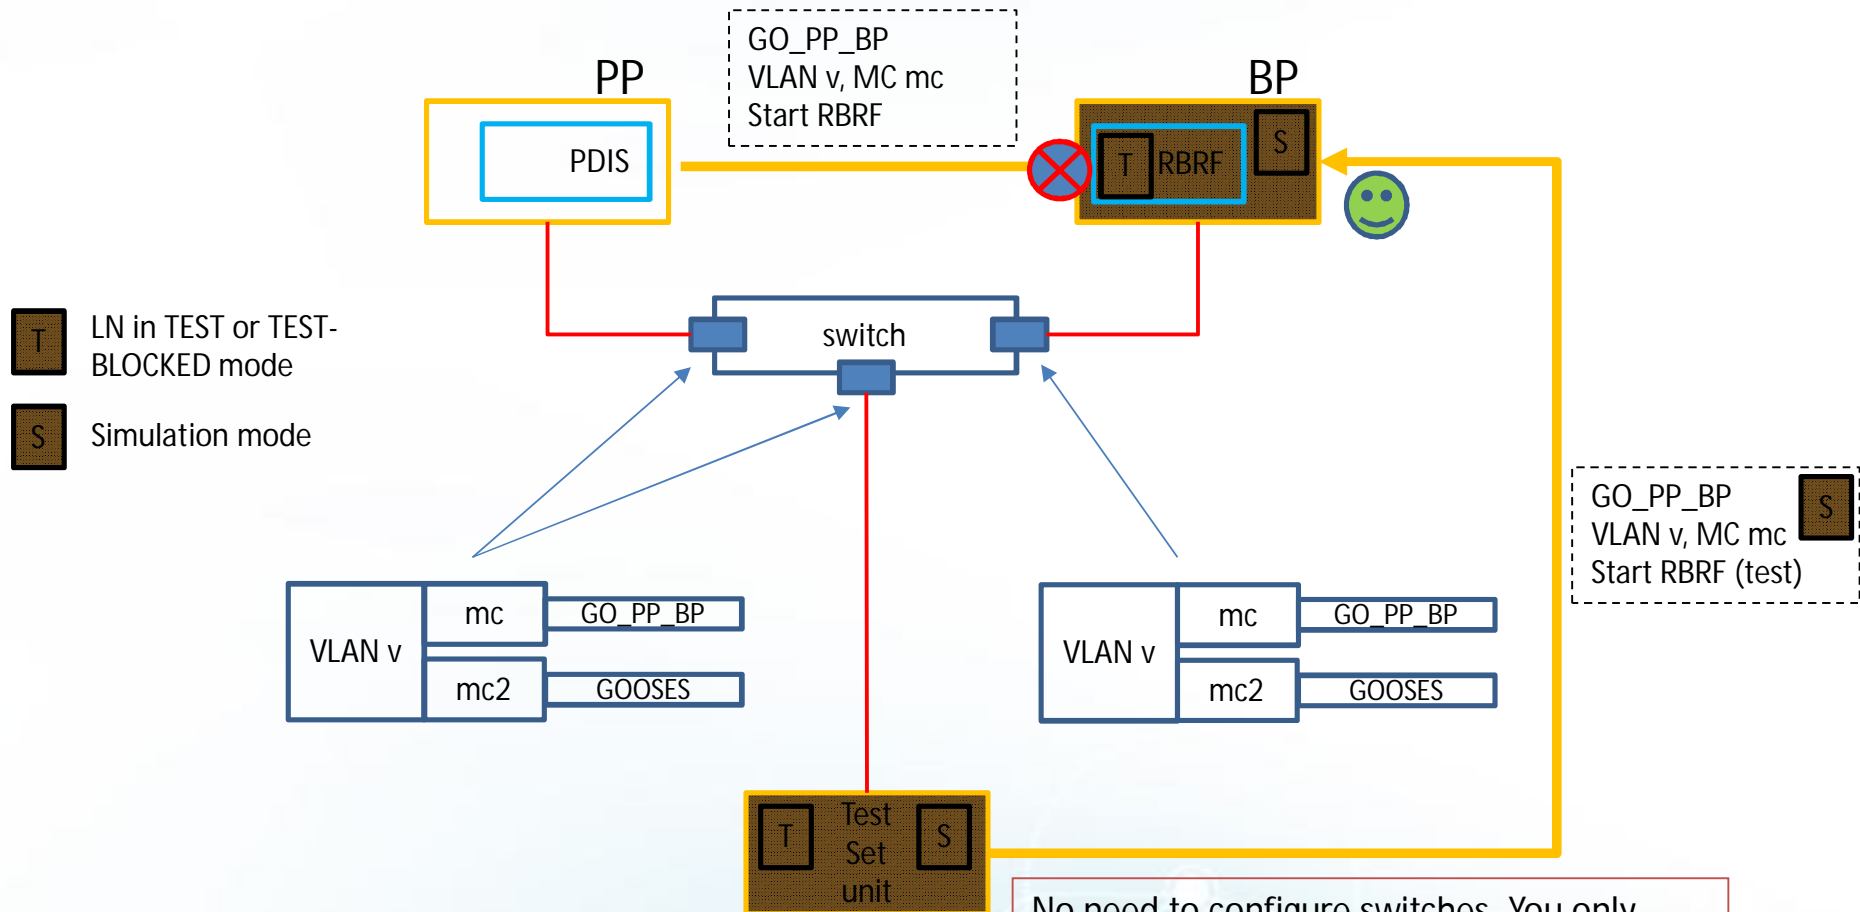 GO_PP_BP
VLAN v, MC mc
Start RBRF
PP
BP
PDIS
T
RBRF
S
switch
T
LN in TEST or TEST-
BLOCKED mode
S
Simulation mode
GO_PP_BP
VLAN v, MC mc
Start RBRF (test)
S
VLAN v
mc
GO_PP_BP
mc2
GOOSES
VLAN v
mc
GO_PP_BP
mc2
GOOSES
T
Test
Set
unit
S
No need to configure switches. You only